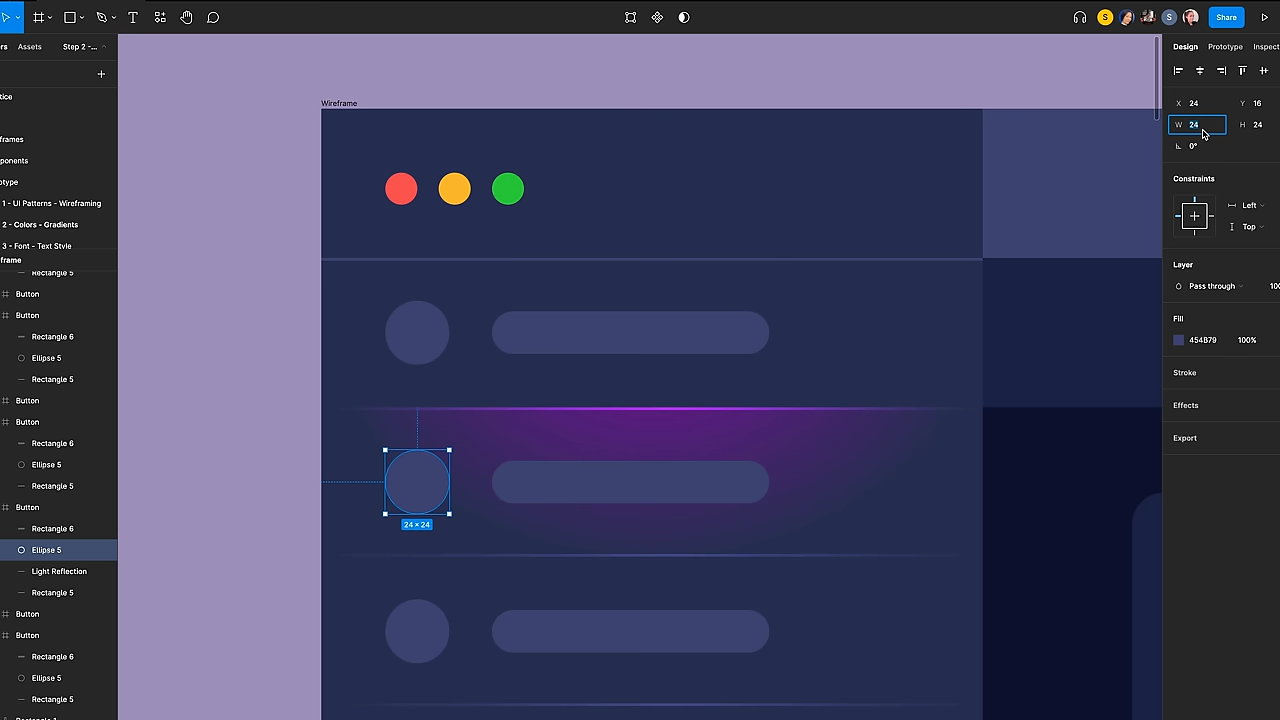 S
S
Share
rs
Assets
Step 2 -...
Design
Prototype
Inspect
tice
frames
ponents
otype
1 - UI Patterns - Wireframing
2 - Colors - Gradients
3 - Font - Text Style
frame
Rectangle 5
Button
Button
Rectangle 6
Ellipse 5
Rectangle 5
Button
Button
Rectangle 6
Ellipse 5
Rectangle 5
Button
Rectangle 6
Ellipse 5
Light Reflection
Rectangle 5
Button
Button
Rectangle 6
Ellipse 5
Rectangle 5
Wireframe
24 × 24
X 24
Y 16
W 24
H 24
0°
Constraints
Left
Top
Layer
Pass through
100
Fill
454B79
100%
Stroke
Effects
Export